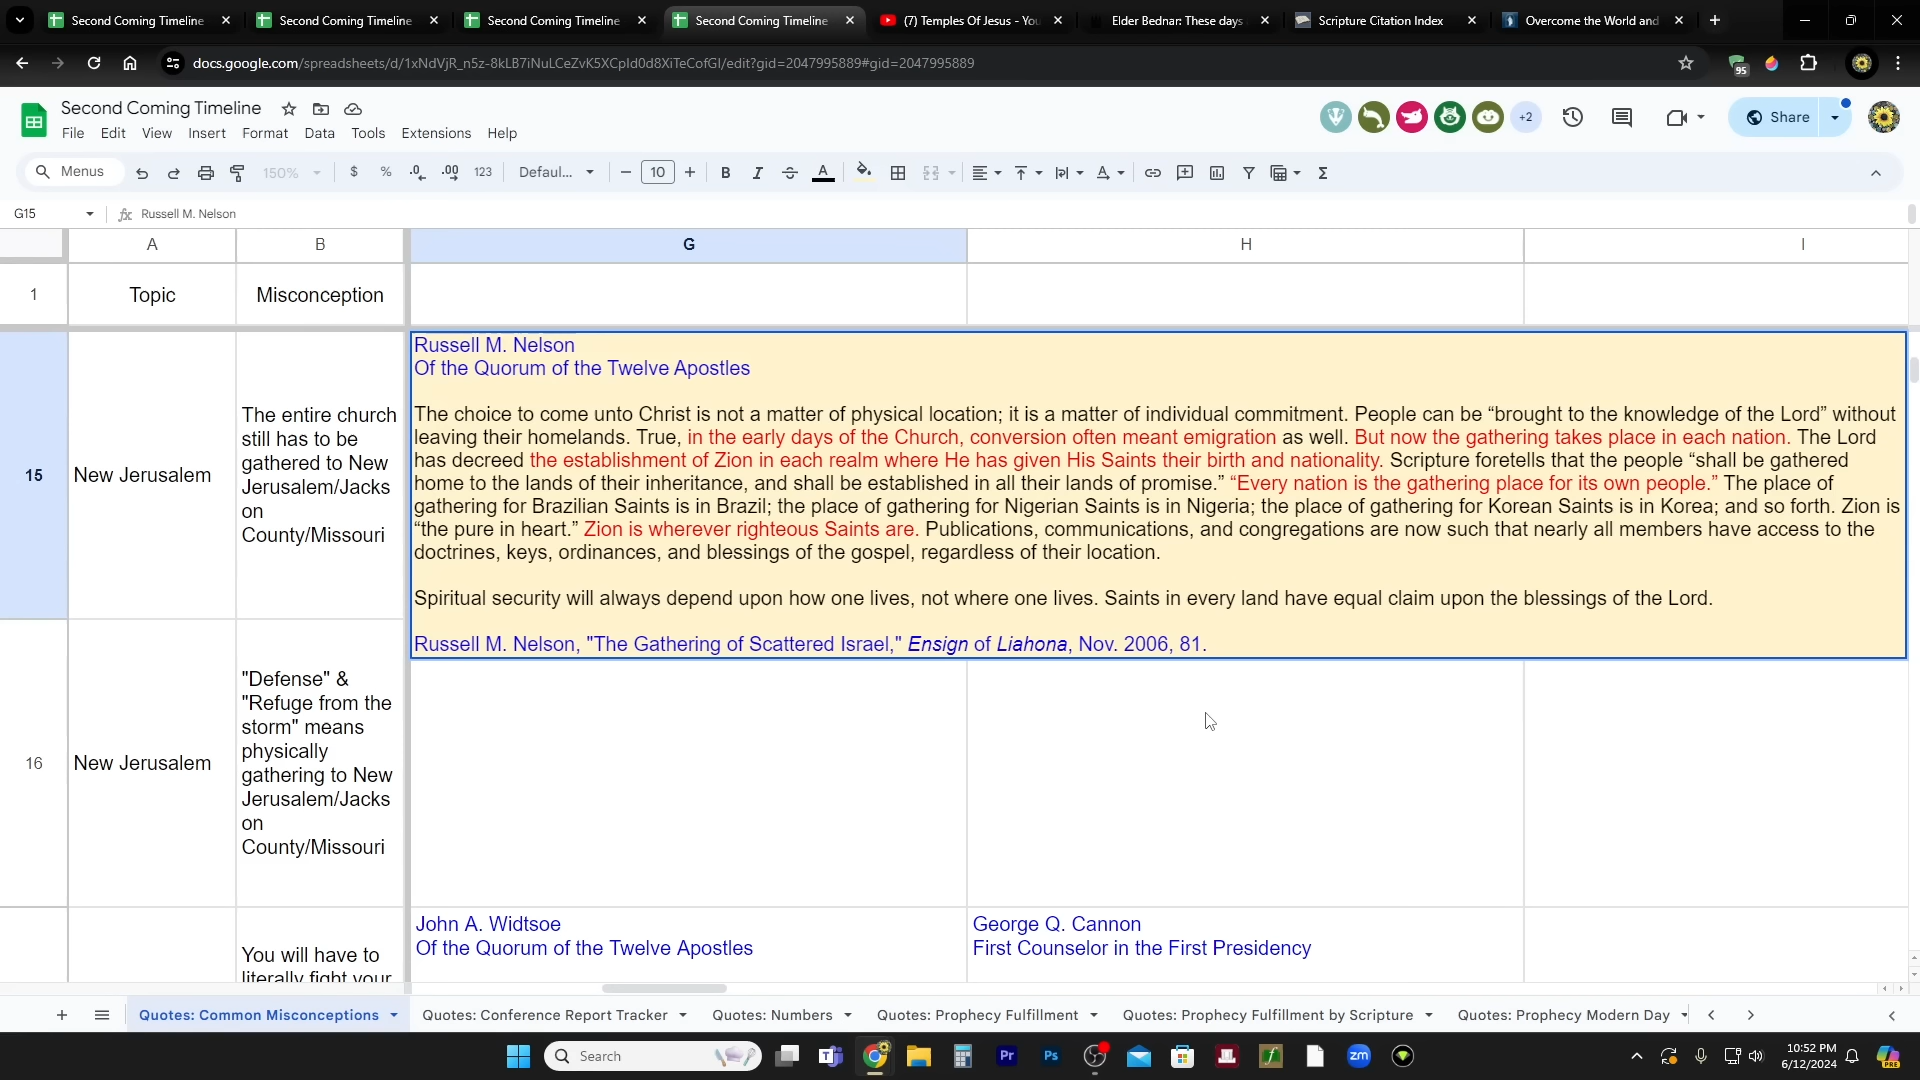 Second Coming Timeline
Second Coming Timeline
Second Coming Timeline
Second Coming Timeline
(7) Temples Of Jesus - You
Elder Bednar: These days
Scripture Citation Index
Overcome the World and
docs.google.com/spreadsheets/d/1xNdVjR_n5z-8kLB7iNuLCeZvK5XCpId0d8XiTeCofGI/edit?gid=2047995889#gid=2047995889
95
Second Coming Timeline
File Edit View Insert Format Data Tools Extensions Help
+2
Share
Menus
150%
$ % .0 .00 123
Defaul...
10
B I A
Σ
G15
fx Russell M. Nelson
A B G H I
1 Topic Misconception
15
New Jerusalem
The entire church
still has to be
gathered to New
Jerusalem/Jacks
on
County/Missouri
Russell M. Nelson
Of the Quorum of the Twelve Apostles
The choice to come unto Christ is not a matter of physical location; it is a matter of individual commitment. People can be “brought to the knowledge of the Lord” without
leaving their homelands. True, in the early days of the Church, conversion often meant emigration as well. But now the gathering takes place in each nation. The Lord
has decreed the establishment of Zion in each realm where He has given His Saints their birth and nationality. Scripture foretells that the people “shall be gathered
home to the lands of their inheritance, and shall be established in all their lands of promise.” “Every nation is the gathering place for its own people.” The place of
gathering for Brazilian Saints is in Brazil; the place of gathering for Nigerian Saints is in Nigeria; the place of gathering for Korean Saints is in Korea; and so forth. Zion is
“the pure in heart.” Zion is wherever righteous Saints are. Publications, communications, and congregations are now such that nearly all members have access to the
doctrines, keys, ordinances, and blessings of the gospel, regardless of their location.
Spiritual security will always depend upon how one lives, not where one lives. Saints in every land have equal claim upon the blessings of the Lord.
Russell M. Nelson, "The Gathering of Scattered Israel," Ensign of Liahona, Nov. 2006, 81.
16
New Jerusalem
"Defense" &
"Refuge from the
storm" means
physically
gathering to New
Jerusalem/Jacks
on
County/Missouri
You will have to
literally fight your
John A. Widtsoe
Of the Quorum of the Twelve Apostles
George Q. Cannon
First Counselor in the First Presidency
Quotes: Common Misconceptions
Quotes: Conference Report Tracker
Quotes: Numbers
Quotes: Prophecy Fulfillment
Quotes: Prophecy Fulfillment by Scripture
Quotes: Prophecy Modern Day
Search
Pr
Ps
zm
10:52 PM
6/12/2024
PRE